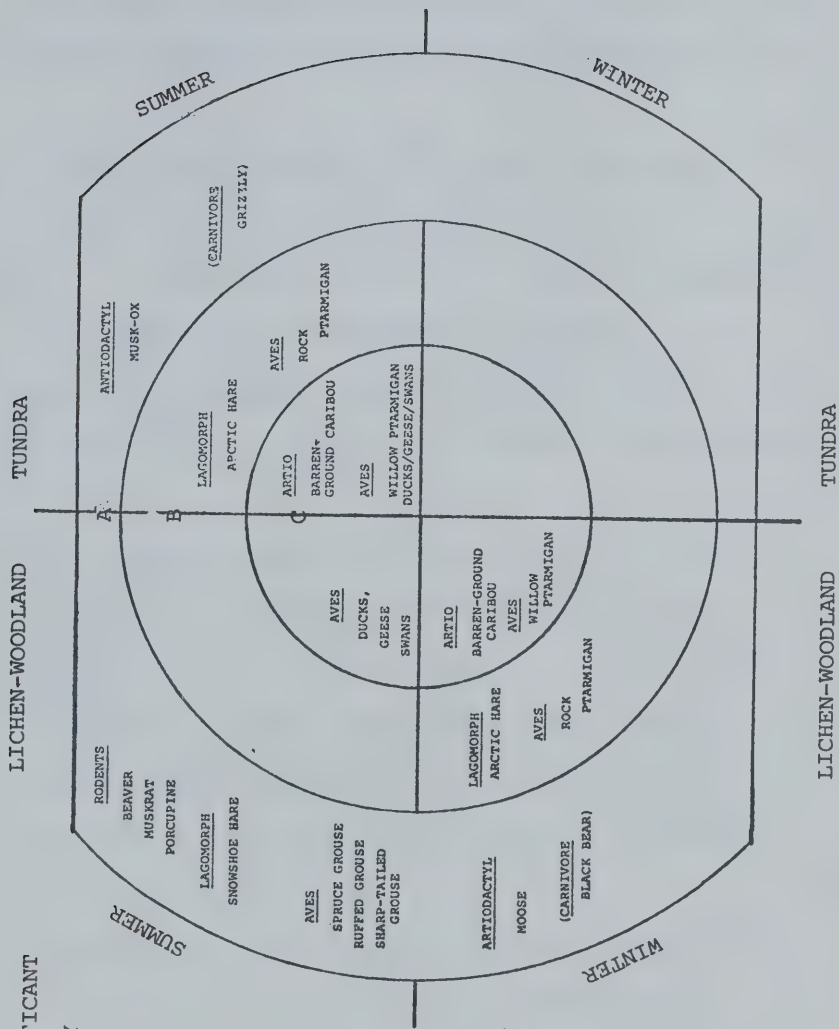 LICHEN-WOODLAND
TUNDRA
SUMMER
RODENTS
BEAVER
MUSKRAT
PORCUPINE
LAGOMORPH
SNOWSHOE HARE
AVES
SPRUCE GROUSE
RUFFED GROUSE
SHARP-TAILED
GROUSE
AVES
DUCKS,
GEESE
SWANS
A
B
C
ANTIODACTYL
MUSK-OX
SUMMER
(CARNIVORE
GRIZZLY)
LAGOMORPH
ARCTIC HARE
AVES
ROCK
PTARMIGAN
ARTIO
BARREN-
GROUND CARIBOU
AVES
WILLOW PTARMIGAN
DUCKS/GEESE/SWANS
ARTIODACTYL
MOOSE
(CARNIVORE
BLACK BEAR)
WINTER
LAGOMORPH
ARCTIC HARE
AVES
ROCK
PTARMIGAN
ARTIO
BARREN-GROUND
CARIBOU
AVES
WILLOW
PTARMIGAN
WINTER
LICHEN-WOODLAND
TUNDRA